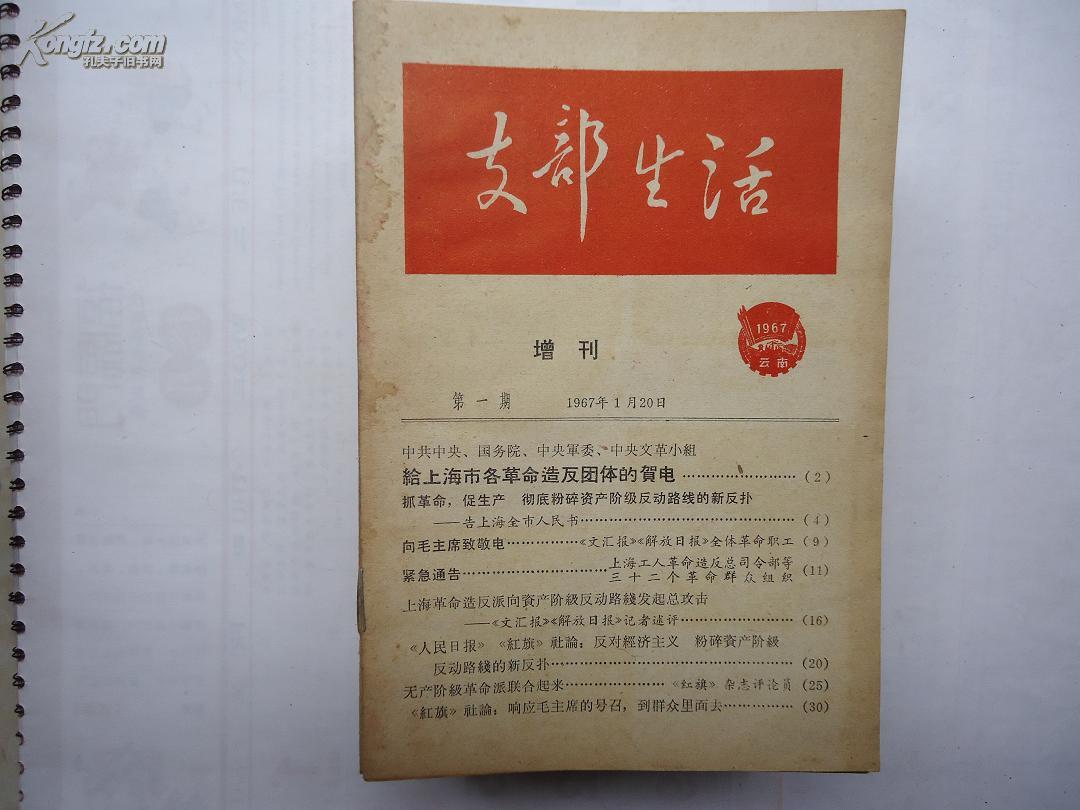 Kongfz.com
孔夫子旧书网
支部生活
1967
云南
增刊
第一期 1967年1月20日
中共中央、国务院、中央軍委、中央文革小組
給上海市各革命造反团体的賀电………………(2)
抓革命，促生产 彻底粉碎资产阶级反动路线的新反扑
——告上海全市人民书………………(4)
向毛主席致敬电………………《文汇报》《解放日报》全体革命职工(9)
紧急通告………………上海工人革命造反总司令部等
三十二个革命群众組織(11)
上海革命造反派向資产阶級反动路綫发起总攻击
——《文汇报》《解放日报》記者述評………………(16)
《人民日报》《紅旗》社論：反对經济主义 粉碎資产阶級
反动路綫的新反扑………………(20)
无产阶級革命派联合起来………………《红旗》杂志评论员(25)
《紅旗》社論：响应毛主席的号召，到群众里面去………………(30)